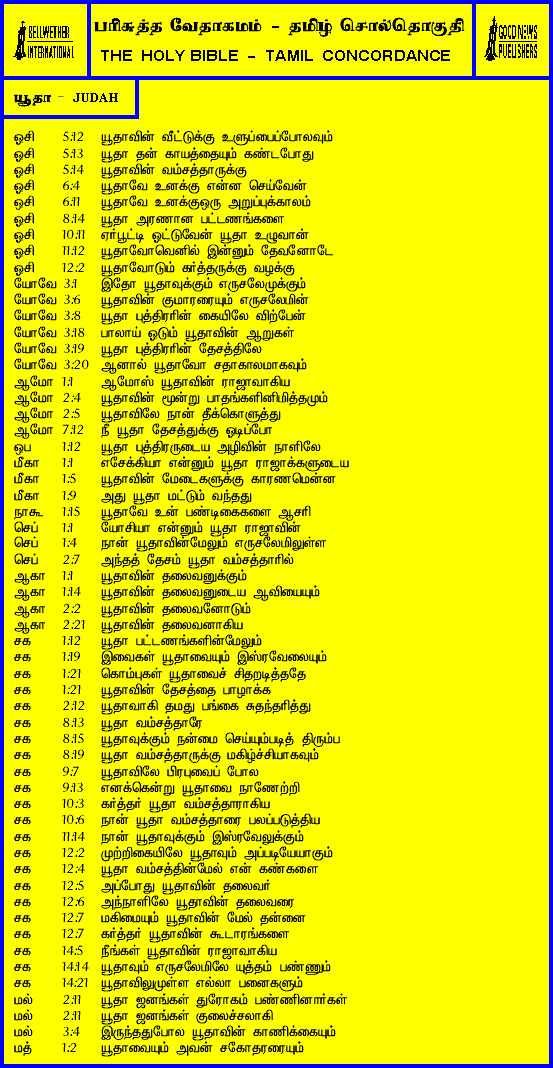 BELLWETHER
INTERNATIONAL
பரிசுத்த வேதாகமம் - தமிழ் சொல்தொகுதி
THE HOLY BIBLE - TAMIL CONCORDANCE
GOOD NEWS
PUBLISHERS
யூதா - JUDAH
ஓசி 5:12 யூதாவின் வீட்டுக்கு உளுப்பைப்போலவும்
ஓசி 5:13 யூதா தன் காயத்தையும் கண்டபோது
ஓசி 5:14 யூதாவின் வம்சத்தாருக்கு
ஓசி 6:4 யூதாவே உனக்கு என்ன செய்வேன்
ஓசி 6:11 யூதாவே உனக்குஒரு அறுப்புக்காலம்
ஓசி 8:14 யூதா அரணான பட்டணங்களை
ஓசி 10:11 ஏர்பூட்டி ஓட்டுவேன் யூதா உழுவான்
ஓசி 11:12 யூதாவோவெனில் இன்னும் தேவனோடே
ஓசி 12:2 யூதாவோடும் கர்த்தருக்கு வழக்கு
யோவே 3:1 இதோ யூதாவுக்கும் எருசலேமுக்கும்
யோவே 3:6 யூதாவின் குமாரரையும் எருசலேமின்
யோவே 3:8 யூதா புத்திரரின் கையிலே விற்பேன்
யோவே 3:18 பாலாய் ஓடும் யூதாவின் ஆறுகள்
யோவே 3:19 யூதா புத்திரரின் தேசத்திலே
யோவே 3:20 ஆனால் யூதாவோ சதாகாலமாகவும்
ஆமோ 1:1 ஆமோஸ் யூதாவின் ராஜாவாகிய
ஆமோ 2:4 யூதாவின் மூன்று பாதங்களினிமித்தமும்
ஆமோ 2:5 யூதாவிலே நான் தீக்கொளுத்து
ஆமோ 7:12 நீ யூதா தேசத்துக்கு ஓடிப்போ
ஒப 1:12 யூதா புத்திரருடைய அழிவின் நாளிலே
மீகா 1:1 எசேக்கியா என்னும் யூதா ராஜாக்களுடைய
மீகா 1:5 யூதாவின் மேடைகளுக்கு காரணமென்ன
மீகா 1:9 அது யூதா மட்டும் வந்தது
நாகூ 1:15 யூதாவே உன் பண்டிகைகளை ஆசரி
செப் 1:1 யோசியா என்னும் யூதா ராஜாவின்
செப் 1:4 நான் யூதாவின்மேலும் எருசலேமிலுள்ள
செப் 2:7 அந்தத் தேசம் யூதா வம்சத்தாரில்
ஆகா 1:1 யூதாவின் தலைவனுக்கும்
ஆகா 1:14 யூதாவின் தலைவனுடைய ஆவியையும்
ஆகா 2:2 யூதாவின் தலைவனோடும்
ஆகா 2:21 யூதாவின் தலைவனாகிய
சக 1:12 யூதா பட்டணங்களின்மேலும்
சக 1:19 இவைகள் யூதாவையும் இஸ்ரவேலையும்
சக 1:21 கொம்புகள் யூதாவைச் சிதறடித்ததே
சக 1:21 யூதாவின் தேசத்தை பாழாக்க
சக 2:12 யூதாவாகி தமது பங்கை சுதந்தரித்து
சக 8:13 யூதா வம்சத்தாரே
சக 8:15 யூதாவுக்கும் நன்மை செய்யும்படித் திரும்ப
சக 8:19 யூதா வம்சத்தாருக்கு மகிழ்ச்சியாகவும்
சக 9:7 யூதாவிலே பிரபுவைப் போல
சக 9:13 எனக்கென்று யூதாவை நாணேற்றி
சக 10:3 கர்த்தர் யூதா வம்சத்தாராகிய
சக 10:6 நான் யூதா வம்சத்தாரை பலப்படுத்திய
சக 11:14 நான் யூதாவுக்கும் இஸ்ரவேலுக்கும்
சக 12:2 முற்றிகையிலே யூதாவும் அப்படியேயாகும்
சக 12:4 யூதா வம்சத்தின்மேல் என் கண்களை
சக 12:5 அப்போது யூதாவின் தலைவர்
சக 12:6 அந்நாளிலே யூதாவின் தலைவரை
சக 12:7 மகிமையும் யூதாவின் மேல் தன்னை
சக 12:7 கர்த்தர் யூதாவின் கூடாரங்களை
சக 14:5 நீங்கள் யூதாவின் ராஜாவாகிய
சக 14:14 யூதாவும் எருசலேமிலே யுத்தம் பண்ணும்
சக 14:21 யூதாவிலுமுள்ள எல்லா பனைகளும்
மல் 2:11 யூதா ஜனங்கள் துரோகம் பண்ணினார்கள்
மல் 2:11 யூதா ஜனங்கள் குலைச்சலாகி
மல் 3:4 இருந்ததுபோல யூதாவின் காணிக்கையும்
மத் 1:2 யூதாவையும் அவன் சகோதரரையும்